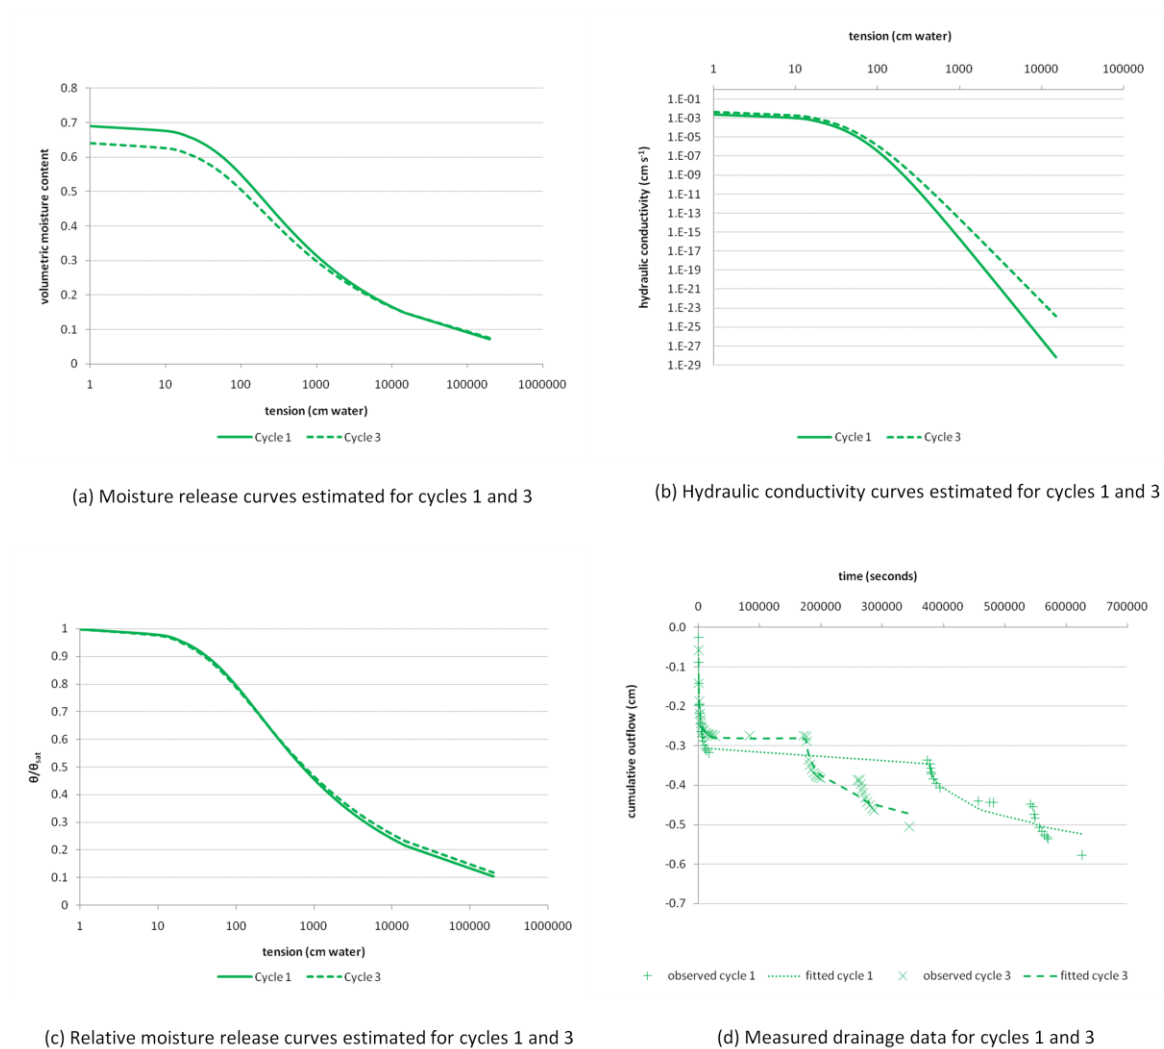 0.8
0.7
0.6
0.5
0.4
0.3
0.2
0.1
0
volumetric moisture content
1 10 100 1000 10000 100000 1000000
tension (cm water)
Cycle 1 Cycle 3
(a) Moisture release curves estimated for cycles 1 and 3
tension (cm water)
1 10 100 1000 10000 100000
1.E-01
1.E-03
1.E-05
1.E-07
1.E-09
1.E-11
1.E-13
1.E-15
1.E-17
1.E-19
1.E-21
1.E-23
1.E-25
1.E-27
1.E-29
hydraulic conductivity (cm s⁻¹)
Cycle 1 Cycle 3
(b) Hydraulic conductivity curves estimated for cycles 1 and 3
1
0.9
0.8
0.7
0.6
0.5
0.4
0.3
0.2
0.1
0
θ/θsat
1 10 100 1000 10000 100000 1000000
tension (cm water)
Cycle 1 Cycle 3
(c) Relative moisture release curves estimated for cycles 1 and 3
time (seconds)
0 100000 200000 300000 400000 500000 600000 700000
0.0
-0.1
-0.2
-0.3
-0.4
-0.5
-0.6
-0.7
cumulative outflow (cm)
observed cycle 1 fitted cycle 1 observed cycle 3 fitted cycle 3
(d) Measured drainage data for cycles 1 and 3